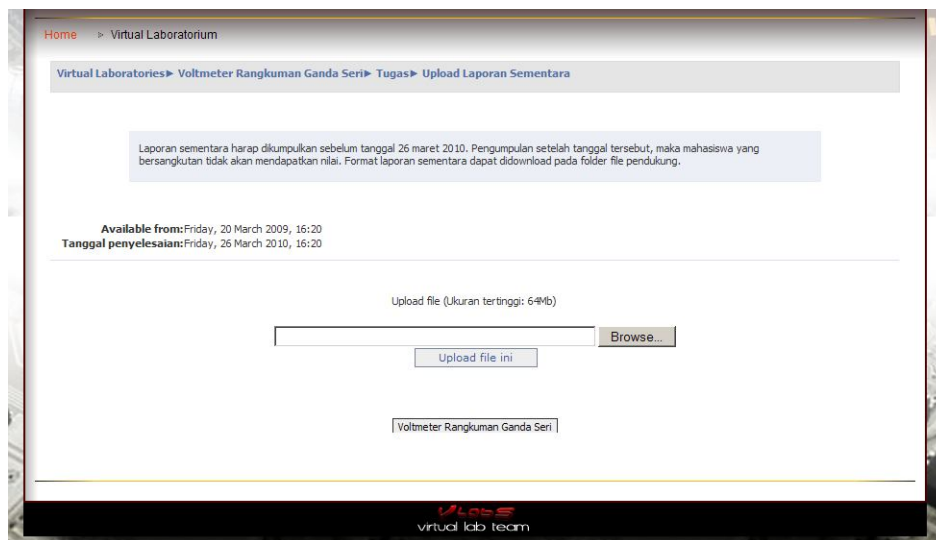 Home > Virtual Laboratorium
Virtual Laboratories► Voltmeter Rangkuman Ganda Seri► Tugas► Upload Laporan Sementara
Laporan sementara harap dikumpulkan sebelum tanggal 26 maret 2010. Pengumpulan setelah tanggal tersebut, maka mahasiswa yang
bersangkutan tidak akan mendapatkan nilai. Format laporan sementara dapat didownload pada folder file pendukung.
Available from:Friday, 20 March 2009, 16:20
Tanggal penyelesaian:Friday, 26 March 2010, 16:20
Upload file (Ukuran tertinggi: 64Mb)
Browse...
Upload file ini
Voltmeter Rangkuman Ganda Seri
VLabS
virtual lab team